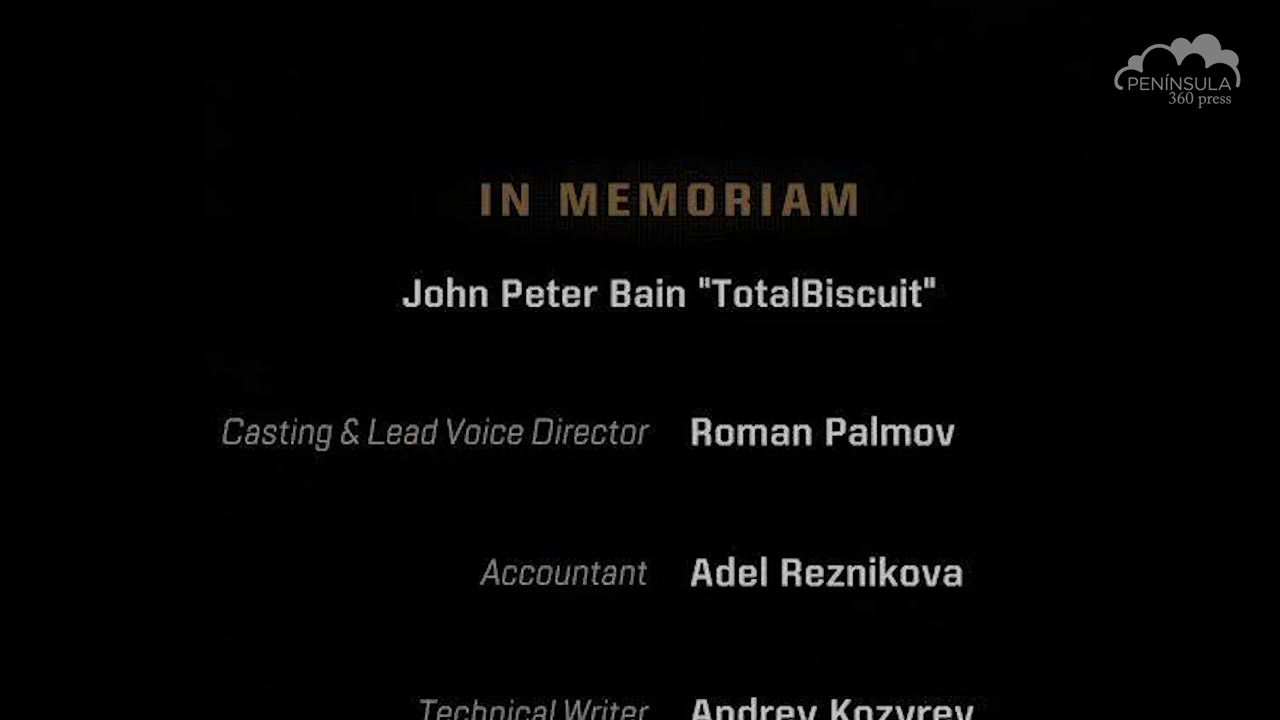 PENÍNSULA
360 press
IN MEMORIAM
John Peter Bain "TotalBiscuit"
Casting & Lead Voice Director Roman Palmov
Accountant Adel Reznikova
Technical Writer Andrey Kozyrev